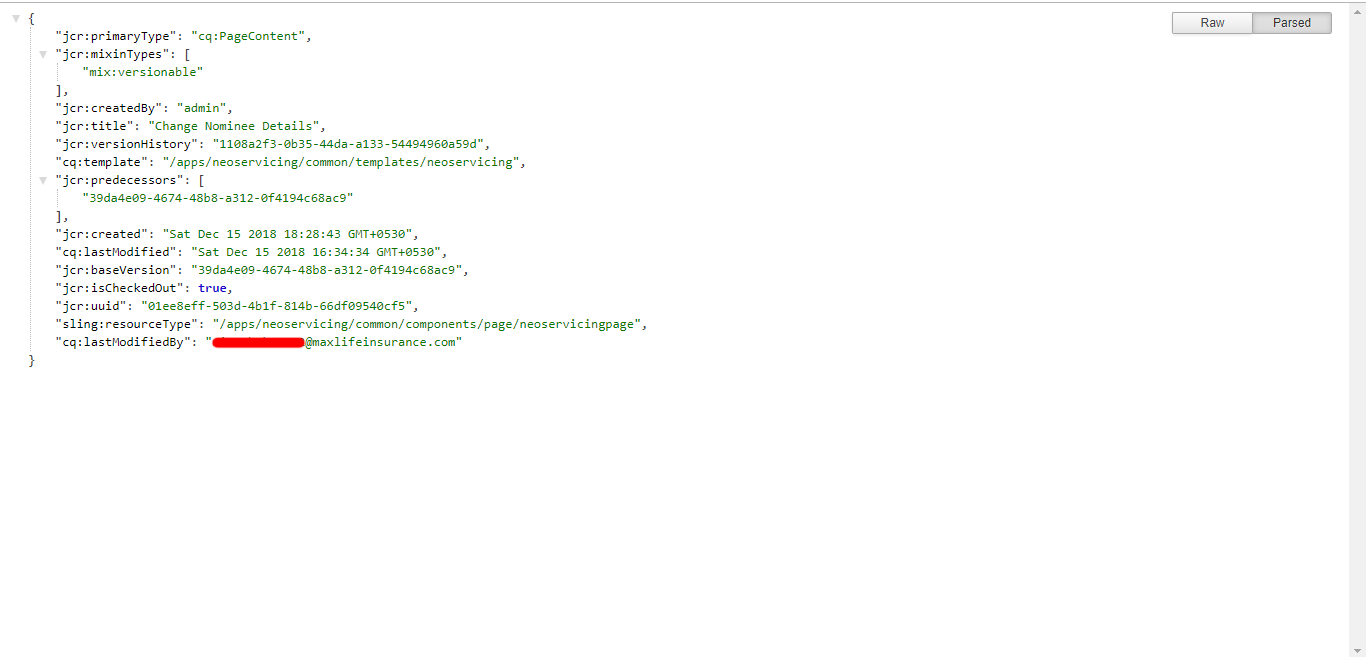 Raw Parsed
{
"jcr:primaryType": "cq:PageContent",
"jcr:mixinTypes": [
"mix:versionable"
],
"jcr:createdBy": "admin",
"jcr:title": "Change Nominee Details",
"jcr:versionHistory": "1108a2f3-0b35-44da-a133-54494960a59d",
"cq:template": "/apps/neoservicing/common/templates/neoservicing",
"jcr:predecessors": [
"39da4e09-4674-48b8-a312-0f4194c68ac9"
],
"jcr:created": "Sat Dec 15 2018 18:28:43 GMT+0530",
"cq:lastModified": "Sat Dec 15 2018 16:34:34 GMT+0530",
"jcr:baseVersion": "39da4e09-4674-48b8-a312-0f4194c68ac9",
"jcr:isCheckedOut": true,
"jcr:uuid": "01ee8eff-503d-4b1f-814b-66df09540cf5",
"sling:resourceType": "/apps/neoservicing/common/components/page/neoservicingpage",
"cq:lastModifiedBy": "@maxlifeinsurance.com"
}